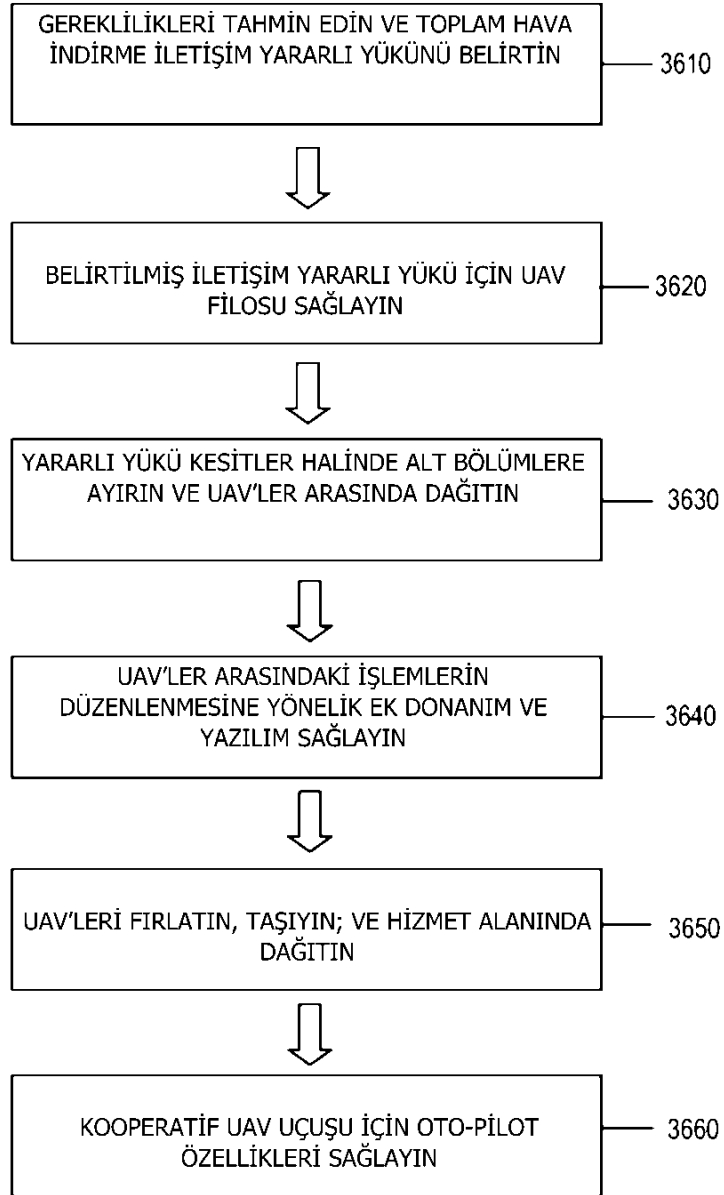 GEREKLİLİKLERİ TAHMİN EDİN VE TOPLAM HAVA
İNDİRME İLETİŞİM YARARLI YÜKÜNÜ BELİRTİN
3610
BELİRTİLMİŞ İLETİŞİM YARARLI YÜKÜ İÇİN UAV
FİLOSU SAĞLAYIN
3620
YARARLI YÜKÜ KESİTLER HALİNDE ALT BÖLÜMLERE
AYIRIN VE UAV'LER ARASINDA DAĞITIN
3630
UAV'LER ARASINDAKİ İŞLEMLERİN
DÜZENLENMESİNE YÖNELİK EK DONANIM VE
YAZILIM SAĞLAYIN
3640
UAV'LERİ FIRLATIN, TAŞIYIN; VE HİZMET ALANINDA
DAĞITIN
3650
KOOPERATİF UAV UÇUŞU İÇİN OTO-PİLOT
ÖZELLİKLERİ SAĞLAYIN
3660